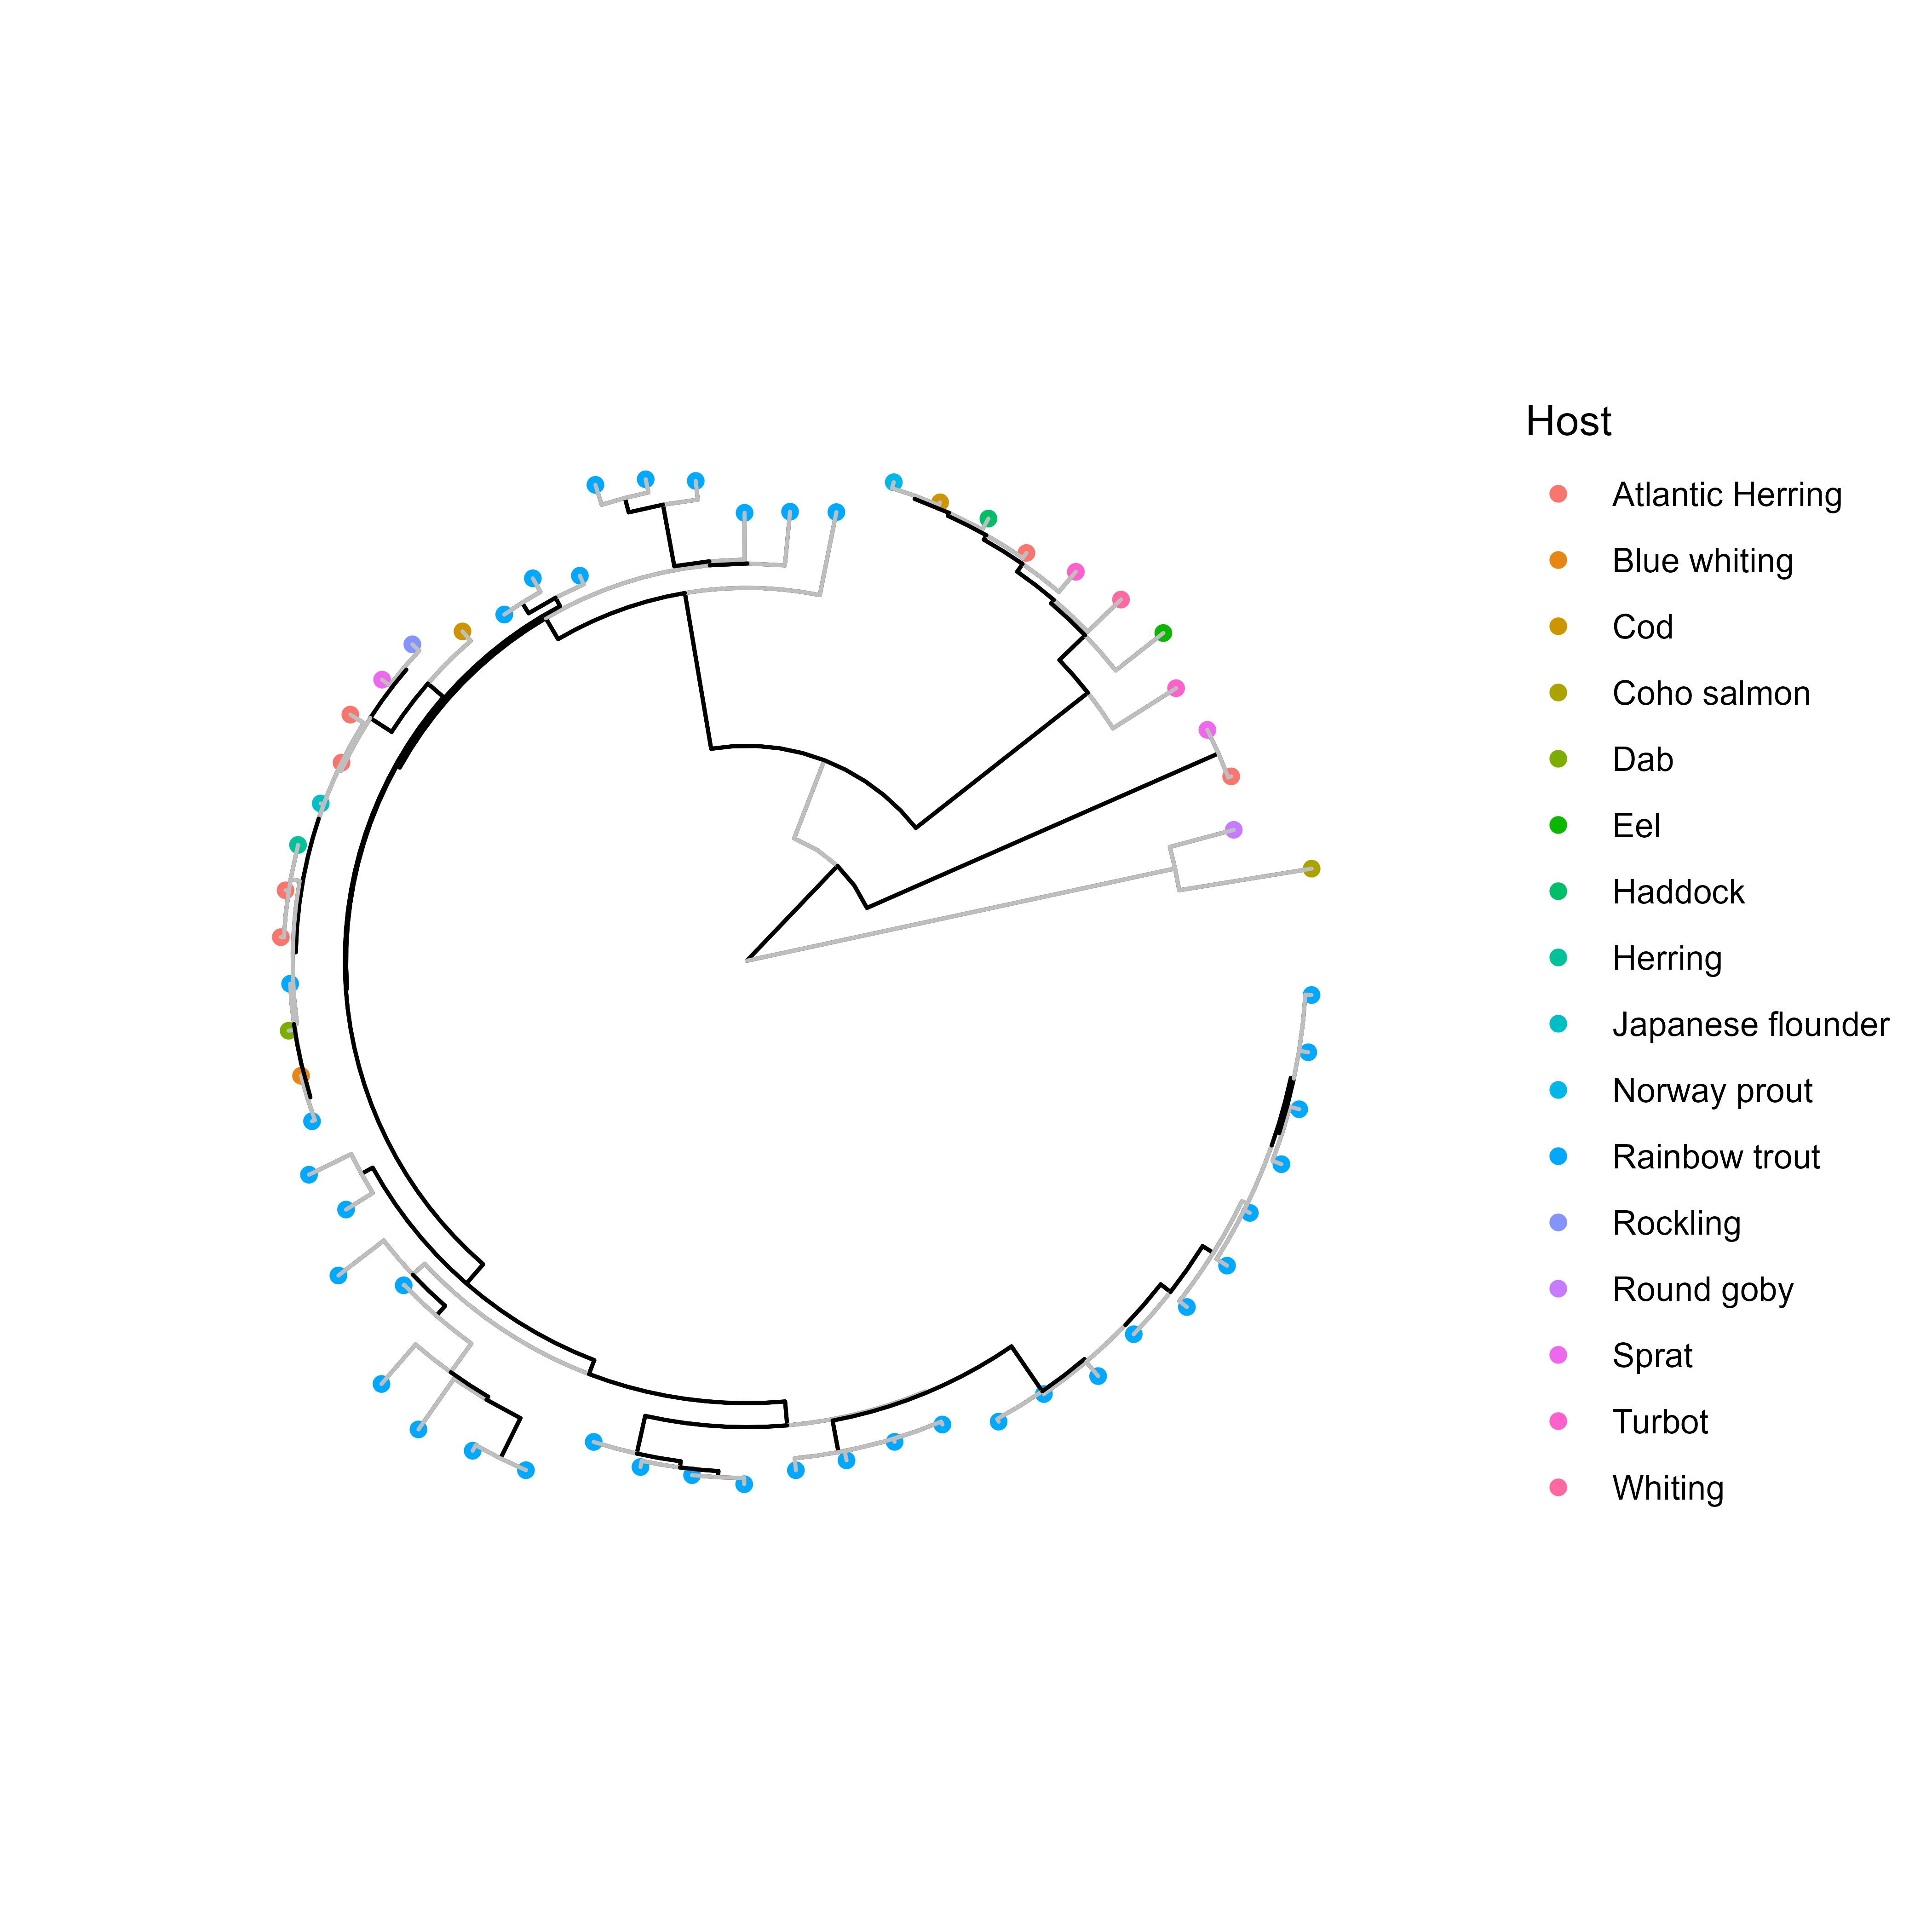 Host
Atlantic Herring
Blue whiting
Cod
Coho salmon
Dab
Eel
Haddock
Herring
Japanese flounder
Norway prout
Rainbow trout
Rockling
Round goby
Sprat
Turbot
Whiting